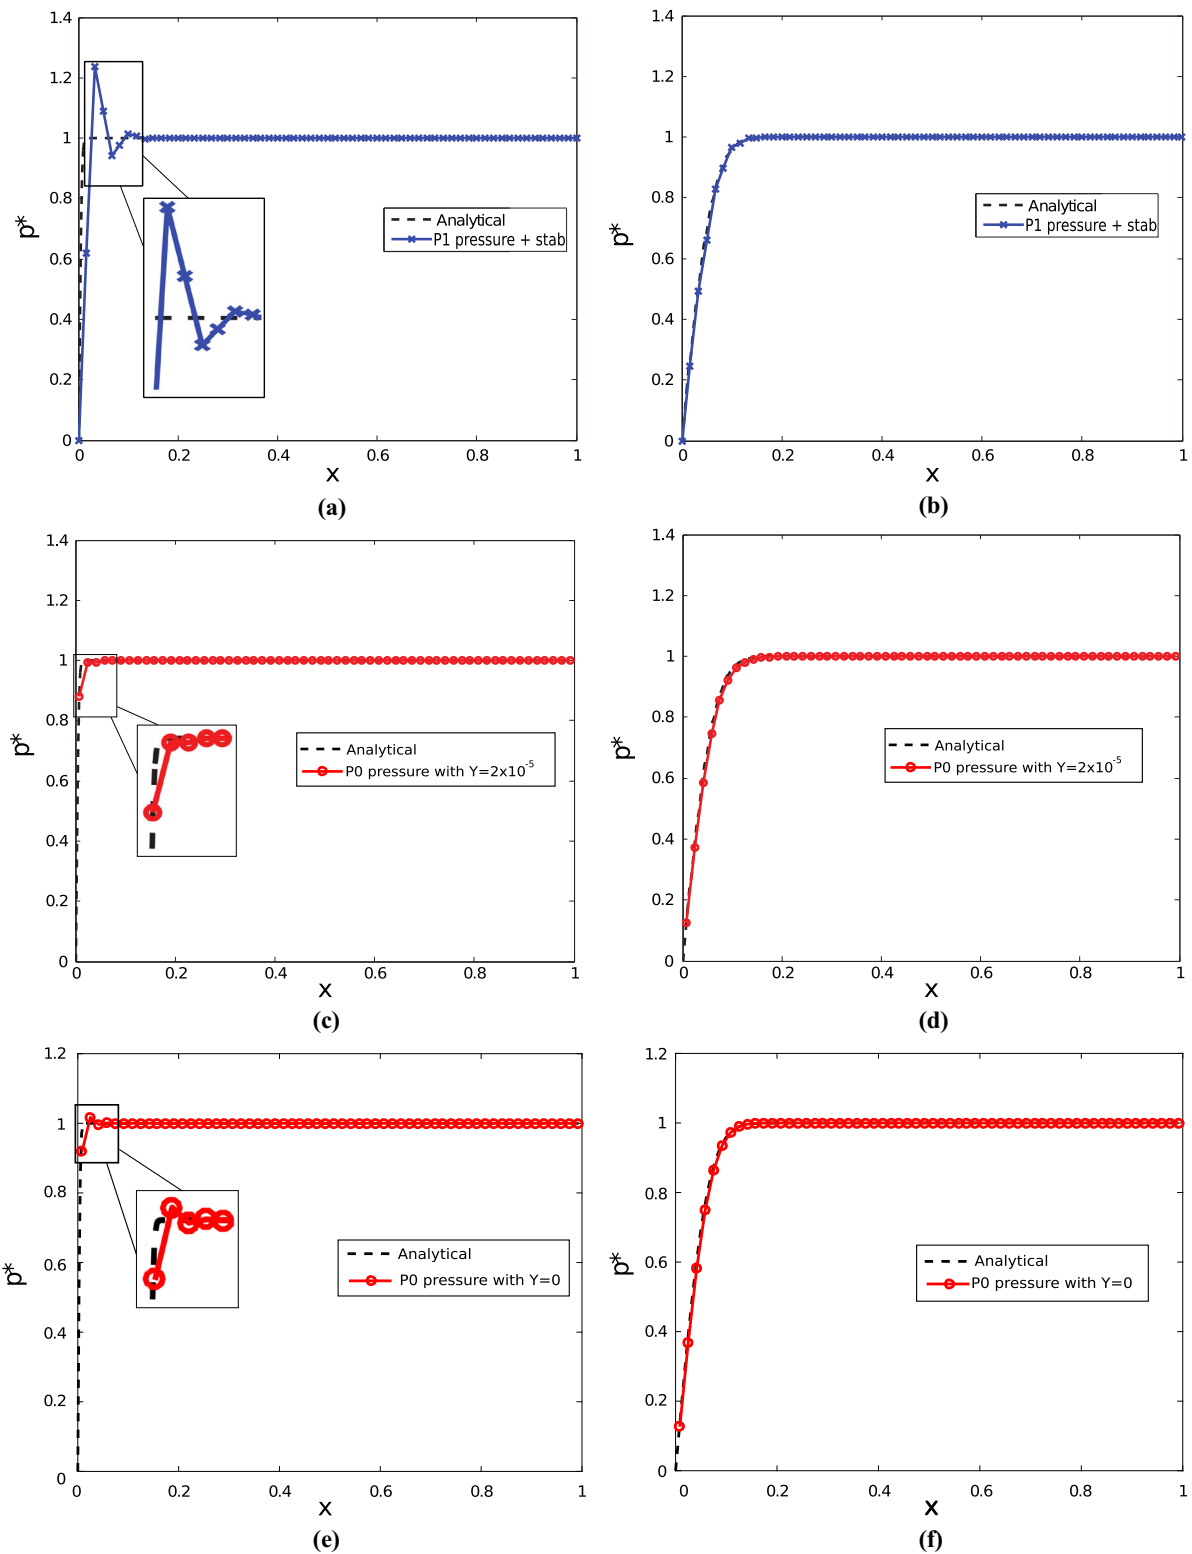 1.4
1.2
1
0.8
0.6
0.4
0.2
0
p*
0 0.2 0.4 0.6 0.8 1
x
Analytical
P1 pressure + stab
(a)
1.4
1.2
1
0.8
0.6
0.4
0.2
0
p*
0 0.2 0.4 0.6 0.8 1
x
Analytical
P1 pressure + stab
(b)
1.4
1.2
1
0.8
0.6
0.4
0.2
0
p*
0 0.2 0.4 0.6 0.8 1
x
Analytical
P0 pressure with Y=2x10⁻⁵
(c)
1.4
1.2
1
0.8
0.6
0.4
0.2
0
p*
0 0.2 0.4 0.6 0.8 1
x
Analytical
P0 pressure with Y=2x10⁻⁵
(d)
1.2
1
0.8
0.6
0.4
0.2
0
p*
0 0.2 0.4 0.6 0.8 1
x
Analytical
P0 pressure with Y=0
(e)
1.2
1
0.8
0.6
0.4
0.2
0
p*
0 0.2 0.4 0.6 0.8 1
x
Analytical
P0 pressure with Y=0
(f)